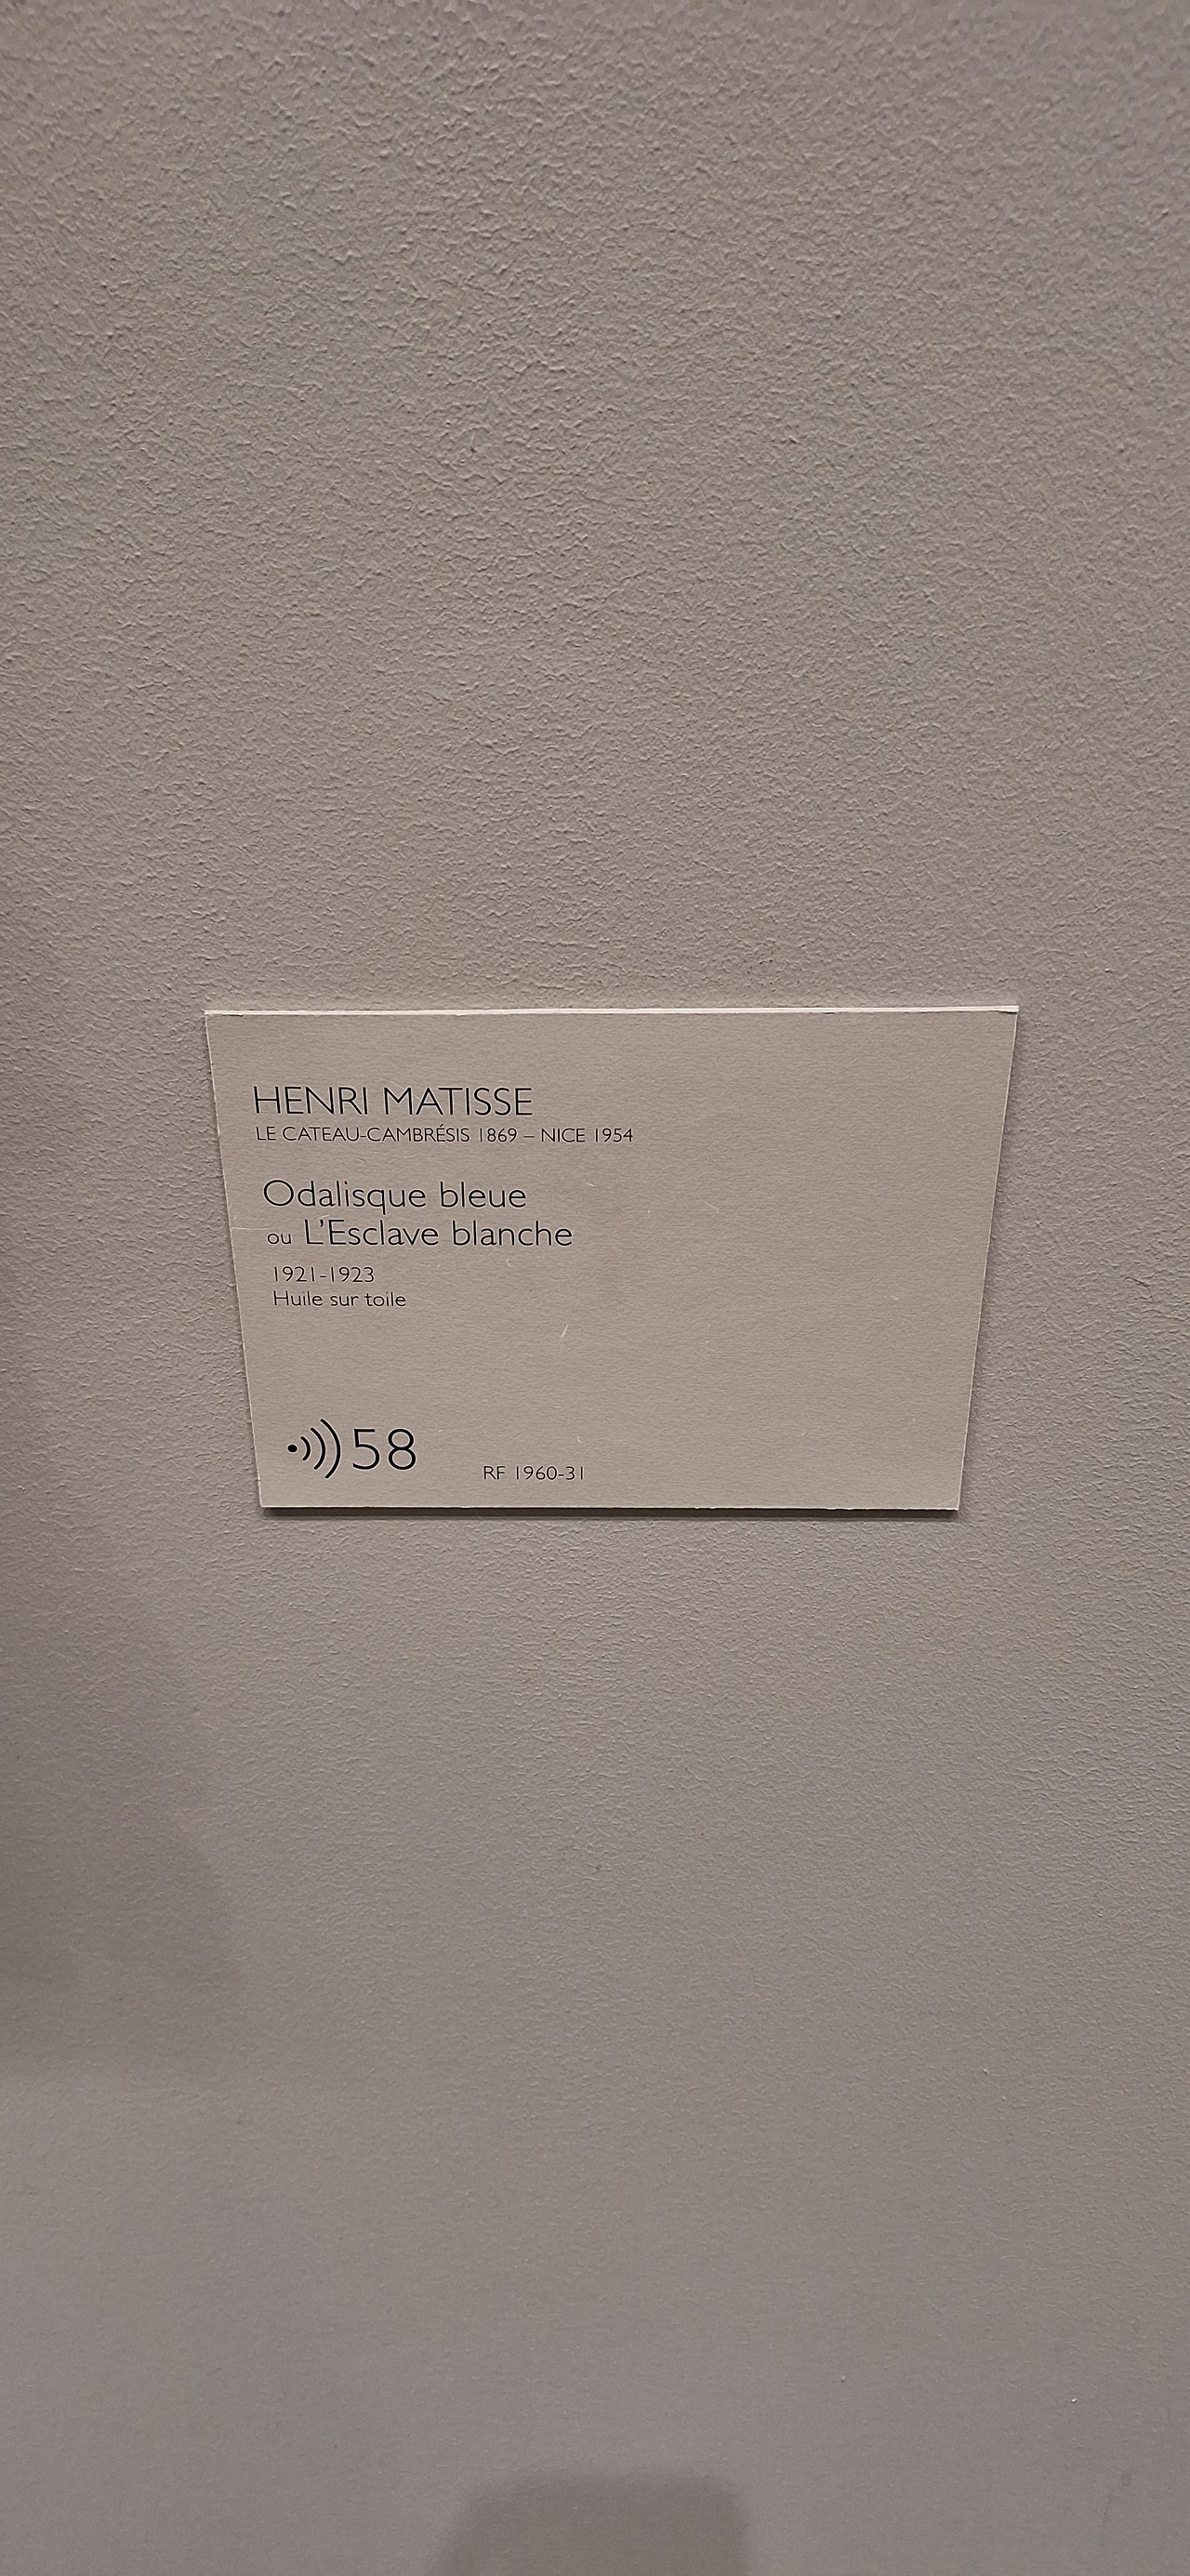 HENRI MATISSE
LE CATEAU-CAMBRÉSIS 1869 – NICE 1954
Odalisque bleue
ou L'Esclave blanche
1921-1923
Huile sur toile
58
RF 1960-31